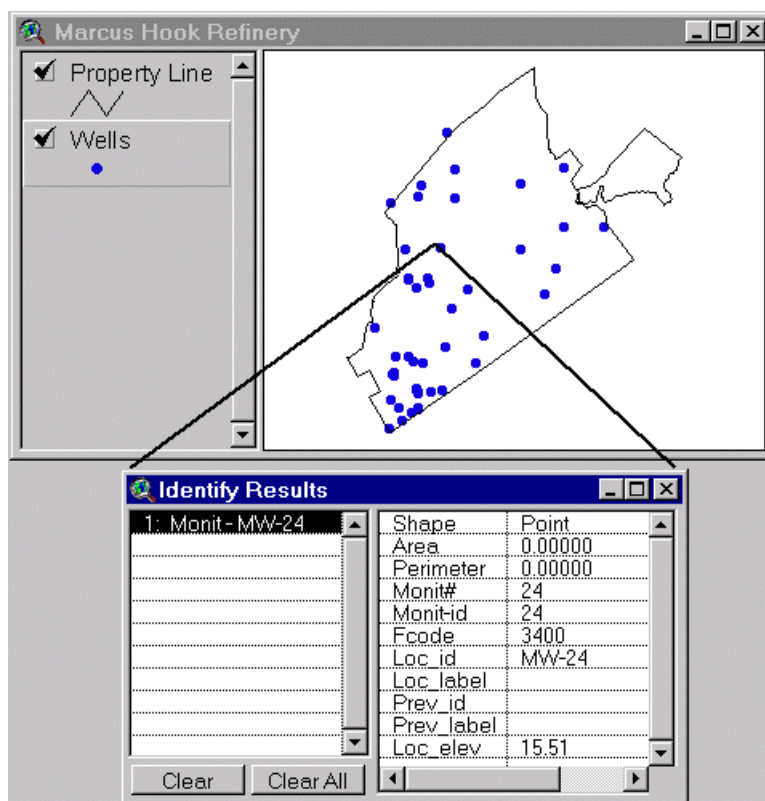 Marcus Hook Refinery
Property Line
Wells
Identify Results
1: Monit - MW-24
Shape Point
Area 0.00000
Perimeter 0.00000
Monit# 24
Monit-id 24
Fcode 3400
Loc_id MW-24
Loc_label
Prev_id
Prev_label
Loc_elev 15.51
Clear Clear All